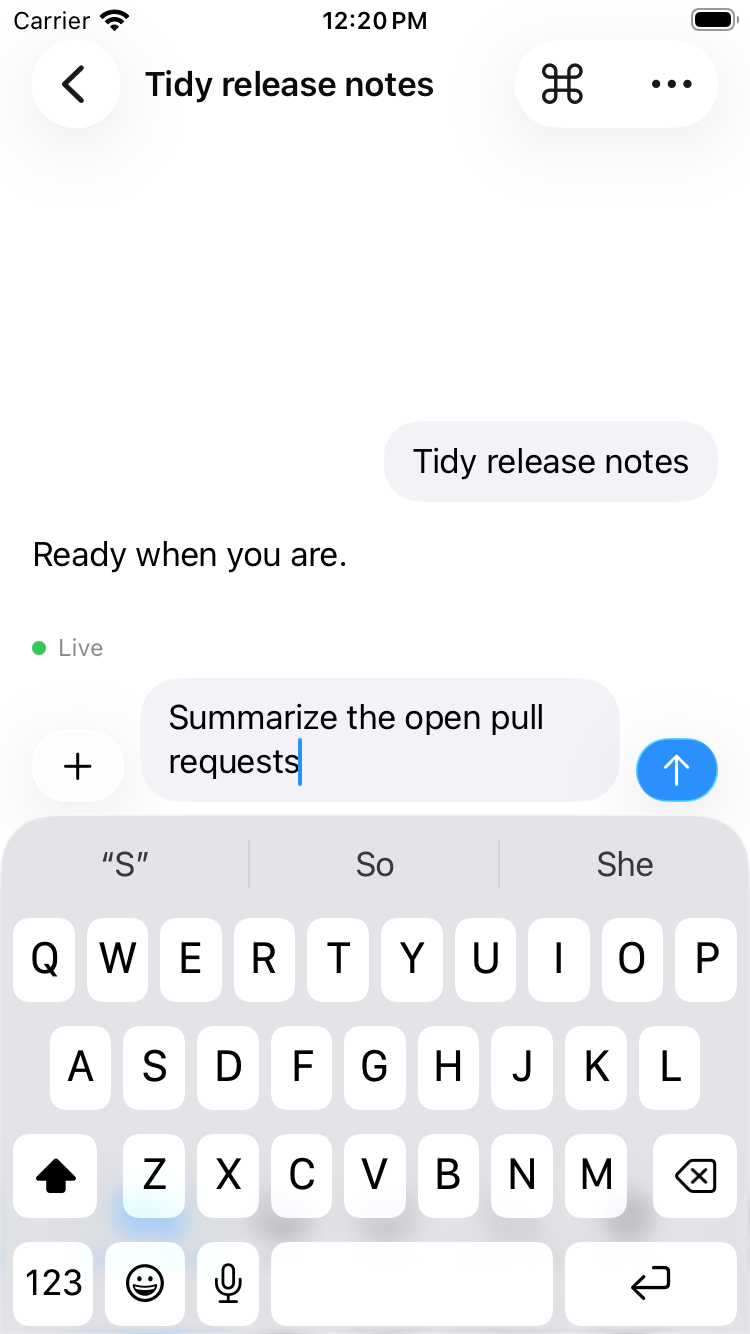 Carrier 12:20 PM
Tidy release notes
Tidy release notes
Ready when you are.
Live
Summarize the open pull
requests
“S” So She
Q W E R T Y U I O P
A S D F G H J K L
Z X C V B N M
123